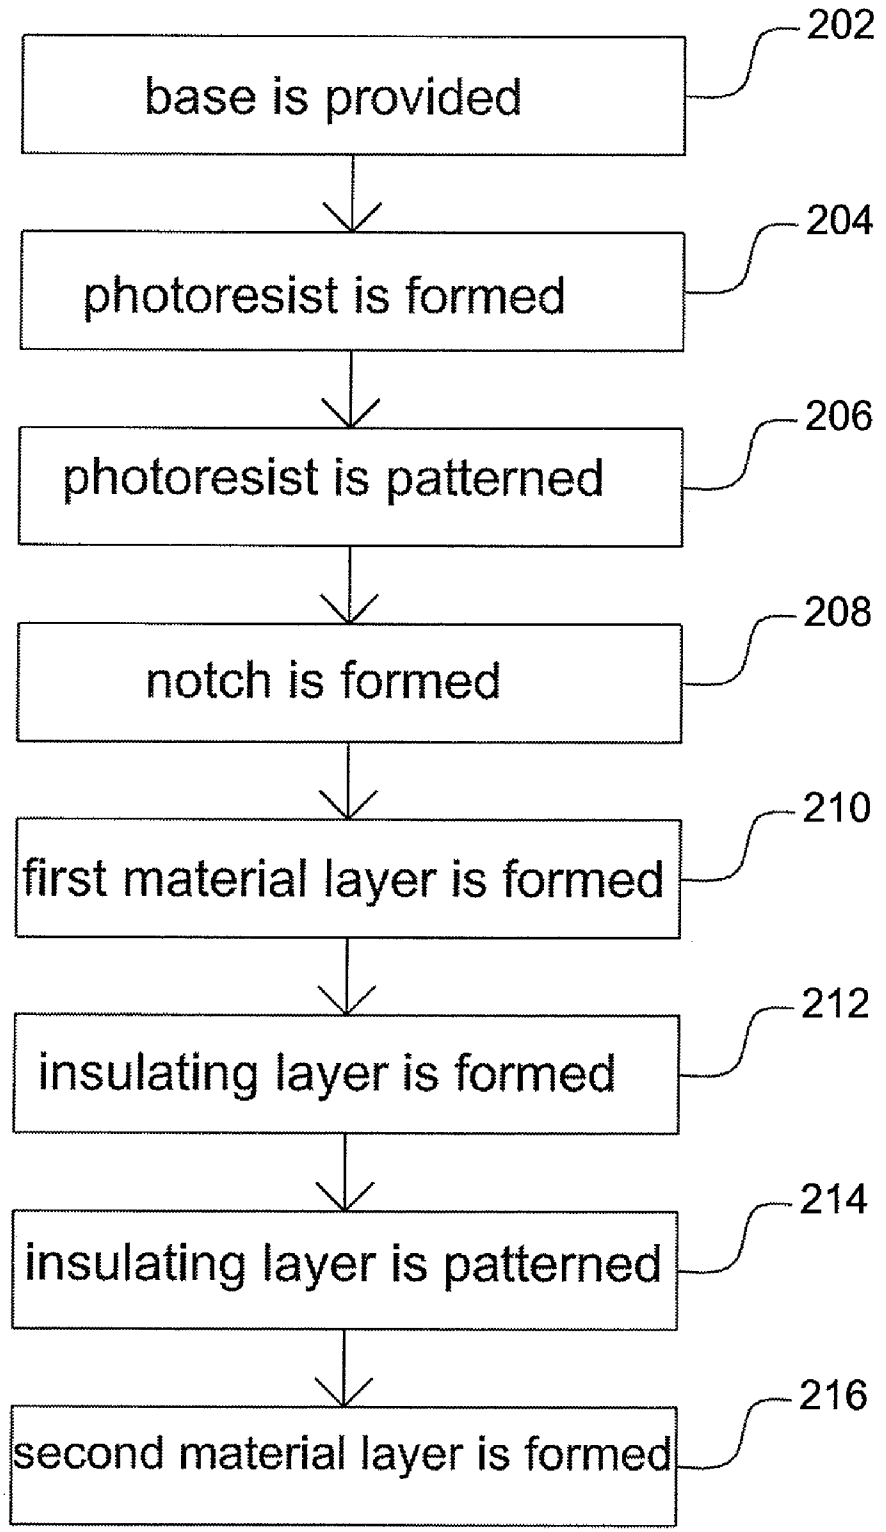 202
base is provided
204
photoresist is formed
206
photoresist is patterned
208
notch is formed
210
first material layer is formed
212
insulating layer is formed
214
insulating layer is patterned
216
second material layer is formed